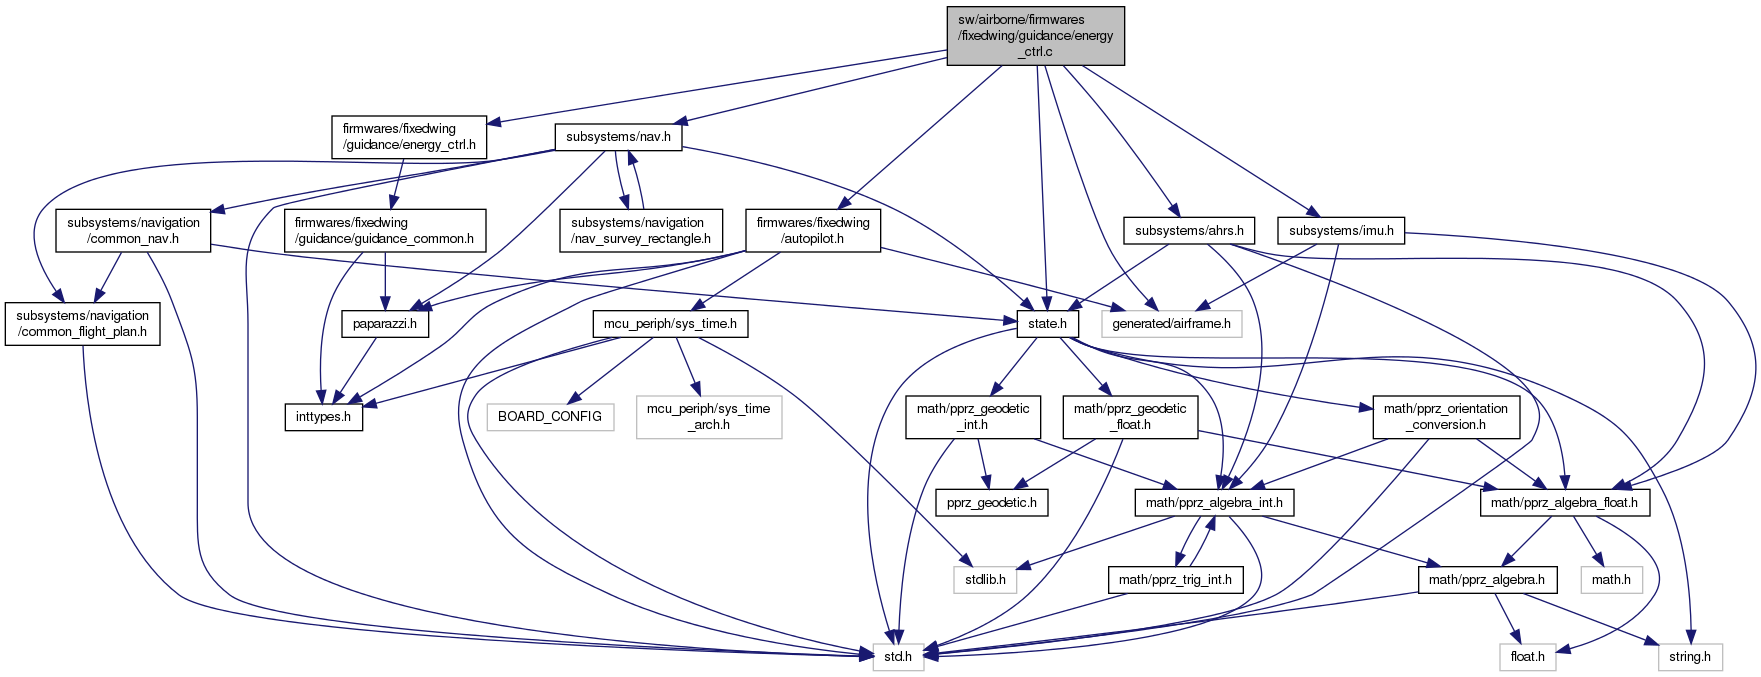 sw/airborne/firmwares
/fixedwing/guidance/energy
_ctrl.c
firmwares/fixedwing
/guidance/energy_ctrl.h
subsystems/nav.h
subsystems/navigation
/common_nav.h
firmwares/fixedwing
/guidance/guidance_common.h
subsystems/navigation
/nav_survey_rectangle.h
firmwares/fixedwing
/autopilot.h
subsystems/ahrs.h
subsystems/imu.h
subsystems/navigation
/common_flight_plan.h
paparazzi.h
mcu_periph/sys_time.h
state.h
generated/airframe.h
inttypes.h
BOARD_CONFIG
mcu_periph/sys_time
_arch.h
math/pprz_geodetic
_int.h
math/pprz_geodetic
_float.h
math/pprz_orientation
_conversion.h
pprz_geodetic.h
math/pprz_algebra_int.h
math/pprz_algebra_float.h
stdlib.h
math/pprz_trig_int.h
math/pprz_algebra.h
math.h
std.h
float.h
string.h